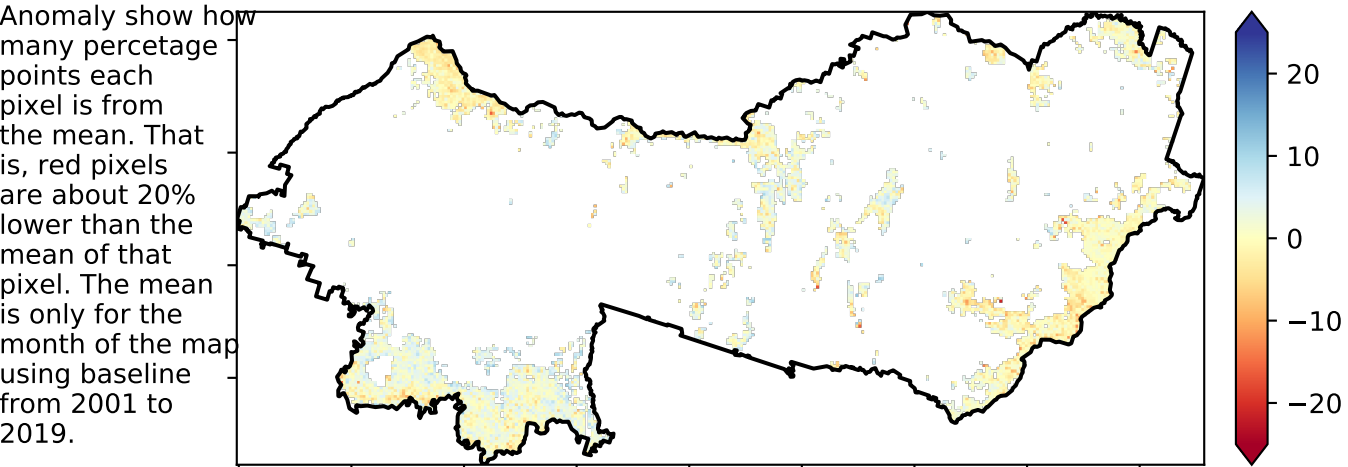 Anomaly show how
many percetage
points each
pixel is from
the mean. That
is, red pixels
are about 20%
lower than the
mean of that
pixel. The mean
is only for the
month of the map
using baseline
from 2001 to
2019.
20
10
0
−10
−20